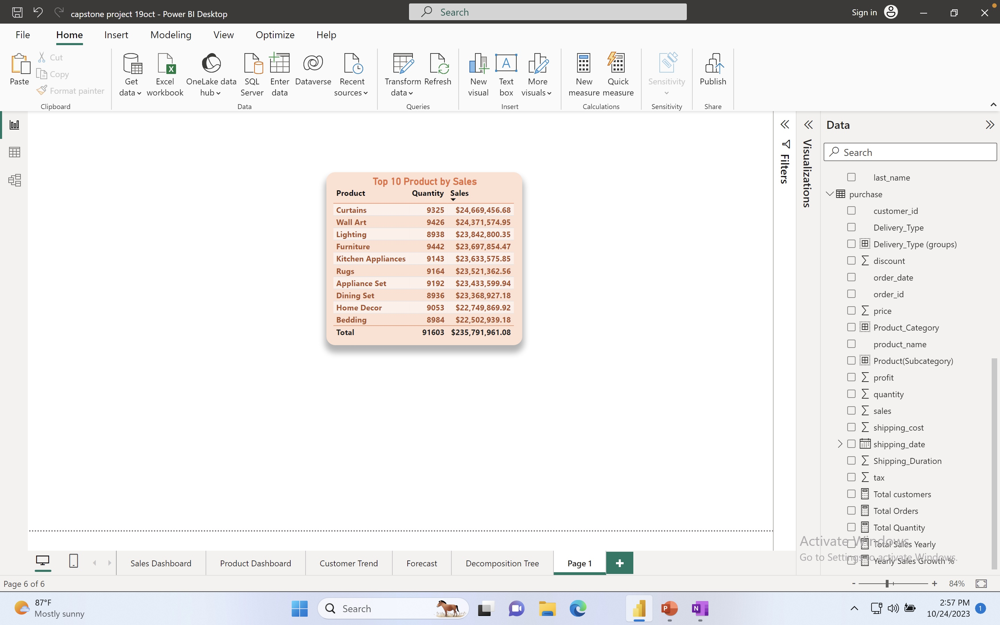 capstone project 19oct - Power BI Desktop
Search
Sign in
File Home Insert Modeling View Optimize Help
Paste
Cut
Copy
Format painter
Clipboard
Get data
Excel workbook
OneLake data hub
SQL Server
Enter data
Dataverse
Recent sources
Data
Transform data
Refresh
Queries
New visual
Text box
More visuals
Insert
New measure
Quick measure
Calculations
Sensitivity
Sensitivity
Publish
Share
Top 10 Product by Sales
Product Quantity Sales
Curtains 9325 $24,669,456.68
Wall Art 9426 $24,371,574.95
Lighting 8938 $23,842,800.35
Furniture 9442 $23,697,854.47
Kitchen Appliances 9143 $23,633,575.85
Rugs 9164 $23,521,362.56
Appliance Set 9192 $23,433,599.94
Dining Set 8936 $23,368,927.18
Home Decor 9053 $22,749,869.92
Bedding 8984 $22,502,939.18
Total 91603 $235,791,961.08
Filters
Visualizations
Data
Search
last_name
purchase
customer_id
Delivery_Type
Delivery_Type (groups)
discount
order_date
order_id
price
Product_Category
product_name
Product(Subcategory)
profit
quantity
sales
shipping_cost
shipping_date
Shipping_Duration
tax
Total customers
Total Orders
Total Quantity
Total Sales Yearly
Yearly Sales Growth %
Activate Windows
Go to Settings to activate Windows.
Sales Dashboard Product Dashboard Customer Trend Forecast Decomposition Tree Page 1 +
Page 6 of 6
- + 84%
87°F
Mostly sunny
Search
2:57 PM
10/24/2023
1